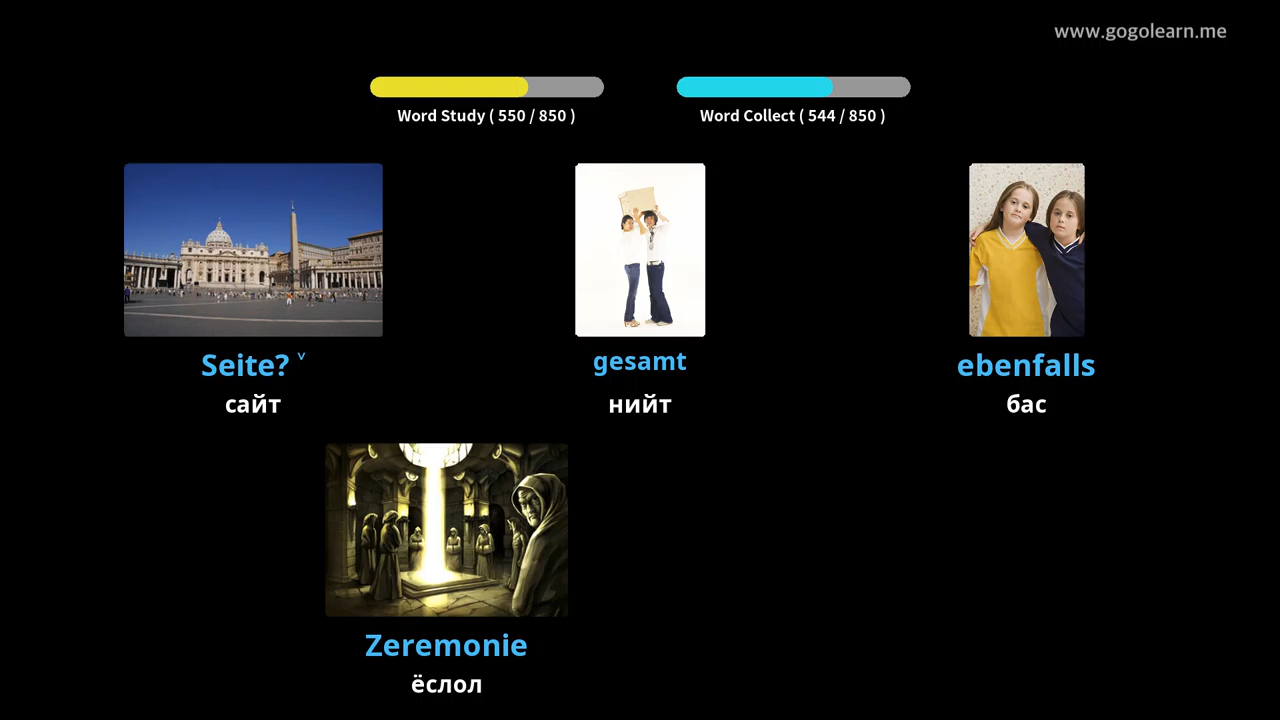 www.gogolearn.me
Word Study ( 550 / 850 )
Word Collect ( 544 / 850 )
Seite? ˅
сайт
gesamt
нийт
ebenfalls
бас
Zeremonie
ёслол